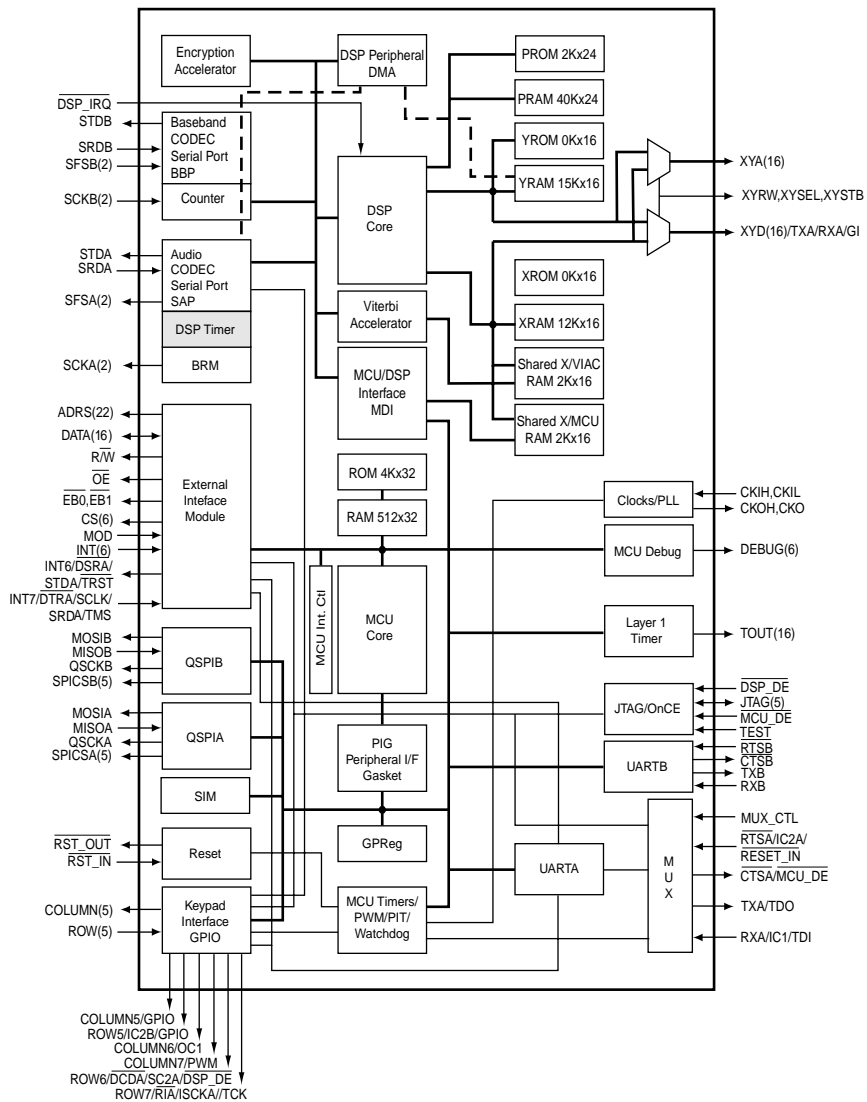 Encryption
Accelerator
DSP Peripheral
DMA
PROM 2Kx24
PRAM 40Kx24
YROM 0Kx16
YRAM 15Kx16
DSP_IRQ
STDB
SRDB
SFSB(2)
SCKB(2)
Baseband
CODEC
Serial Port
BBP
Counter
DSP
Core
XYA(16)
XYRW,XYSEL,XYSTB
XYD(16)/TXA/RXA/GI
STDA
SRDA
SFSA(2)
SCKA(2)
Audio
CODEC
Serial Port
SAP
DSP Timer
BRM
Viterbi
Accelerator
MCU/DSP
Interface
MDI
XROM 0Kx16
XRAM 12Kx16
Shared X/VIAC
RAM 2Kx16
Shared X/MCU
RAM 2Kx16
ADRS(22)
DATA(16)
R/W
OE
EB0,EB1
CS(6)
MOD
INT(6)
INT6/DSRA/
STDA/TRST
INT7/DTRA/SCLK/
SRDA/TMS
External
Inteface
Module
ROM 4Kx32
RAM 512x32
MCU Int. Ctl
MCU
Core
Clocks/PLL
CKIH,CKIL
CKOH,CKO
MCU Debug
DEBUG(6)
Layer 1
Timer
TOUT(16)
MOSIB
MISOB
QSCKB
SPICSB(5)
QSPIB
MOSIA
MISOA
QSCKA
SPICSA(5)
QSPIA
PIG
Peripheral I/F
Gasket
JTAG/OnCE
DSP_DE
JTAG(5)
MCU_DE
TEST
UARTB
RTSB
CTSB
TXB
RXB
SIM
GPReg
RST_OUT
RST_IN
Reset
UARTA
M
U
X
MUX_CTL
RTSA/IC2A/
RESET_IN
CTSA/MCU_DE
TXA/TDO
RXA/IC1/TDI
COLUMN(5)
ROW(5)
Keypad
Interface
GPIO
MCU Timers/
PWM/PIT/
Watchdog
COLUMN5/GPIO
ROW5/IC2B/GPIO
COLUMN6/OC1
COLUMN7/PWM
ROW6/DCDA/SC2A/DSP_DE
ROW7/RIA/ISCKA//TCK